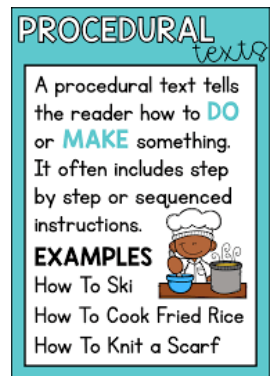 PROCEDURAL
texts
A procedural text tells
the reader how to DO
or MAKE something.
It often includes step
by step or sequenced
instructions.
EXAMPLES
How To Ski
How To Cook Fried Rice
How To Knit a Scarf